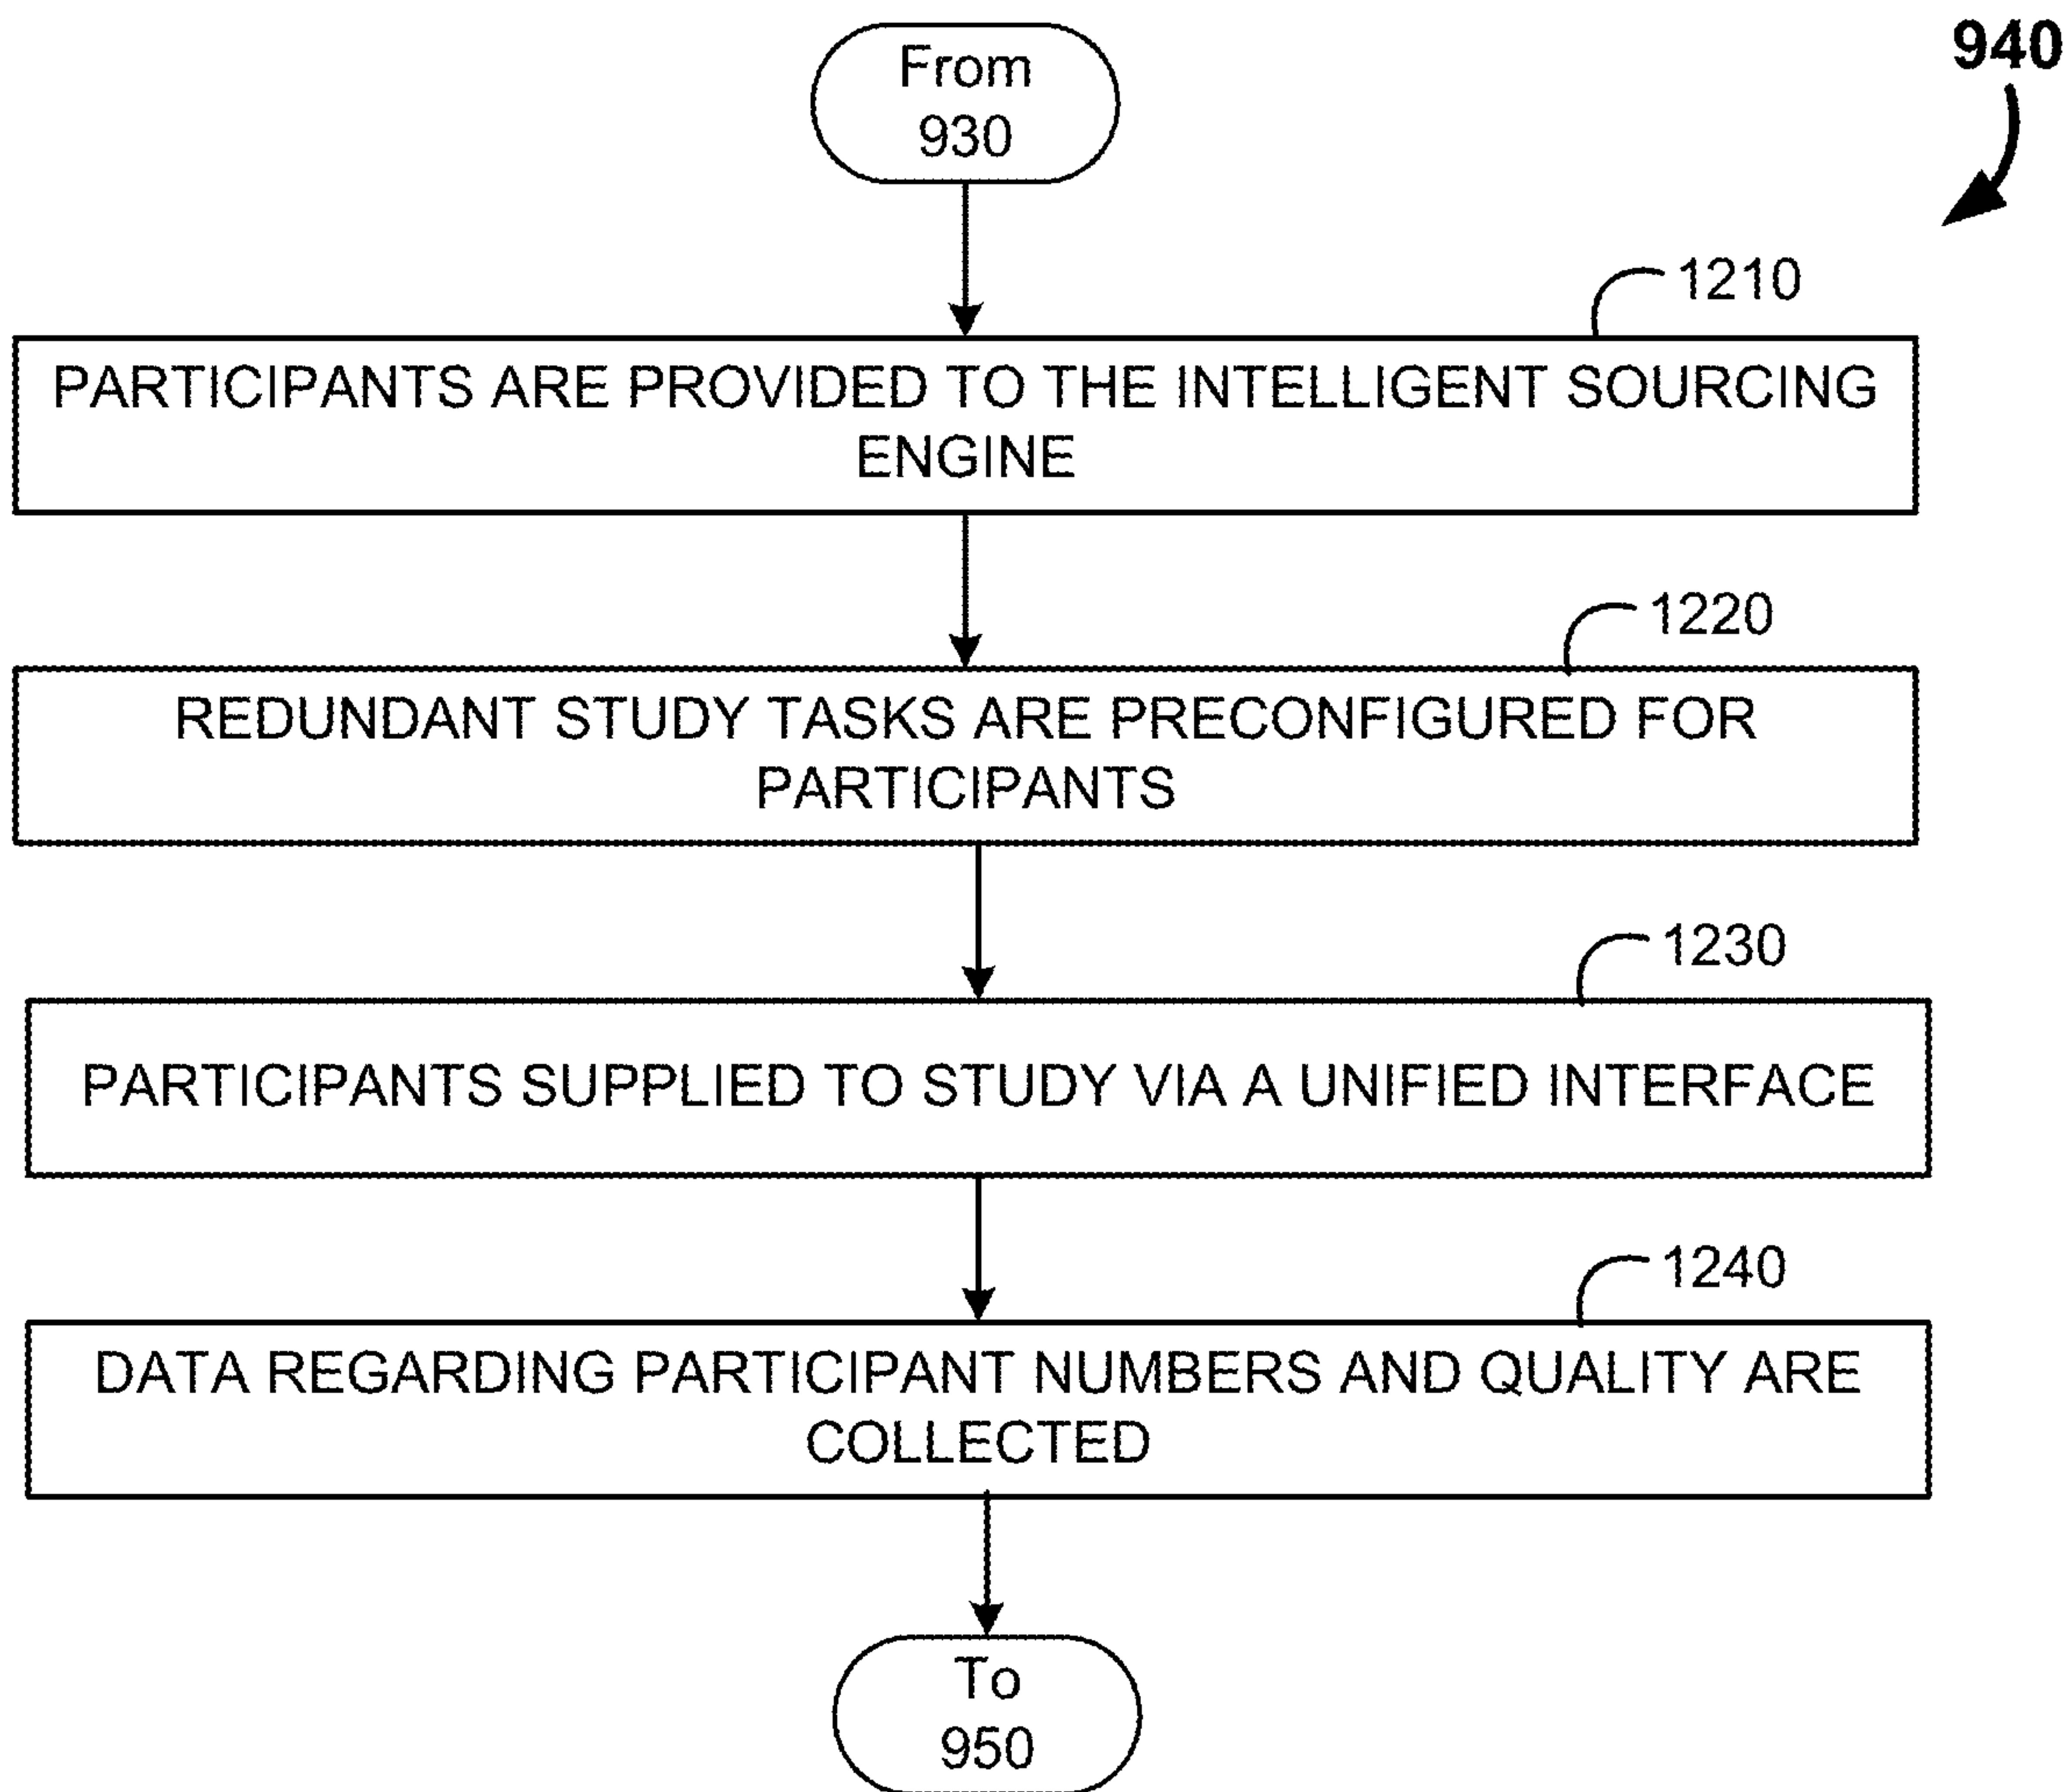 From
930
940
1210
PARTICIPANTS ARE PROVIDED TO THE INTELLIGENT SOURCING
ENGINE
1220
REDUNDANT STUDY TASKS ARE PRECONFIGURED FOR
PARTICIPANTS
1230
PARTICIPANTS SUPPLIED TO STUDY VIA A UNIFIED INTERFACE
1240
DATA REGARDING PARTICIPANT NUMBERS AND QUALITY ARE
COLLECTED
To
950